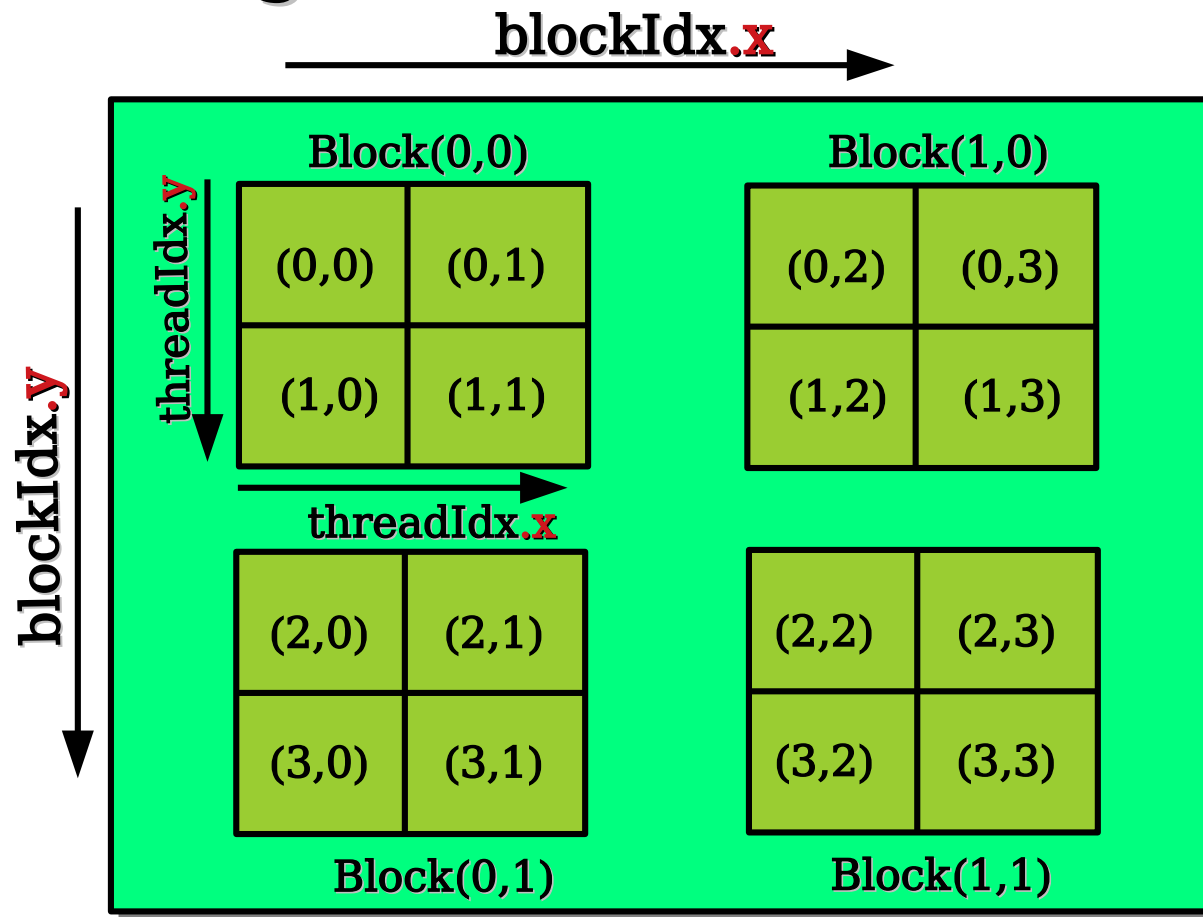 blockIdx.x
Block(0,0) Block(1,0)
threadIdx.y
(0,0) (0,1) (0,2) (0,3)
(1,0) (1,1) (1,2) (1,3)
blockIdx.y
threadIdx.x
(2,0) (2,1) (2,2) (2,3)
(3,0) (3,1) (3,2) (3,3)
Block(0,1) Block(1,1)